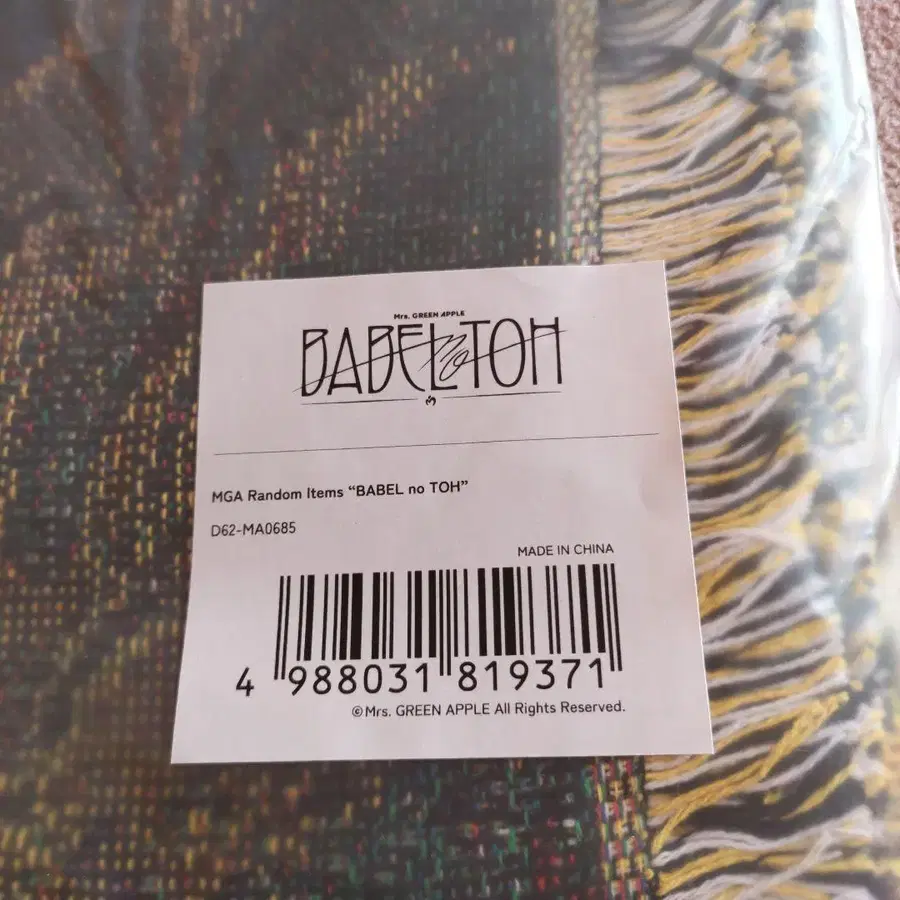 Mrs. GREEN APPLE
BABEL no TOH
MGA Random Items “BABEL no TOH”
D62-MA0685
MADE IN CHINA
4 988031 819371
©Mrs. GREEN APPLE All Rights Reserved.